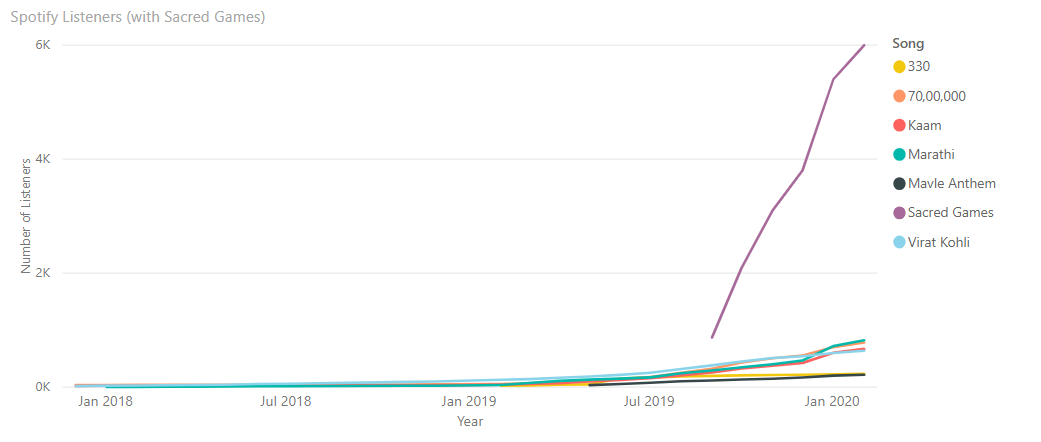 Spotify Listeners (with Sacred Games)
6K
4K
2K
0K
Number of Listeners
Jan 2018
Jul 2018
Jan 2019
Jul 2019
Jan 2020
Year
Song
330
70,00,000
Kaam
Marathi
Mavle Anthem
Sacred Games
Virat Kohli